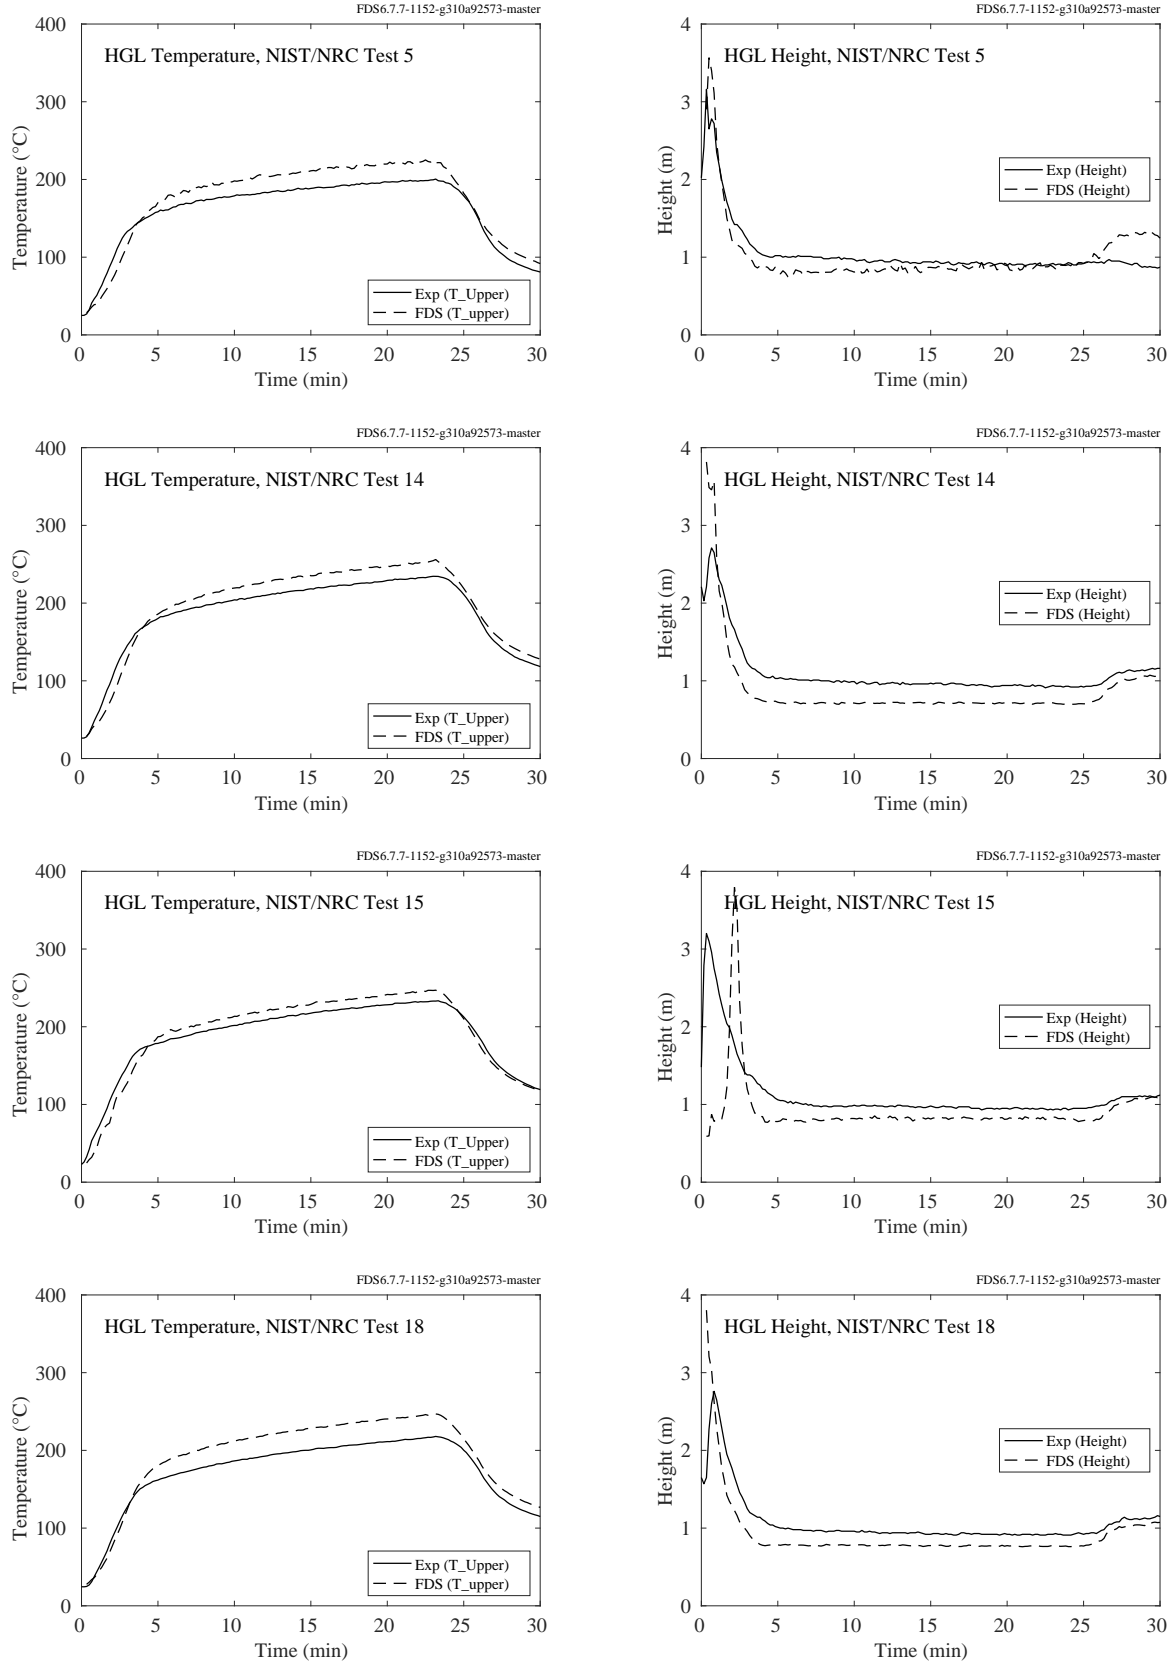 FDS6.7.7-1152-g310a92573-master
HGL Temperature, NIST/NRC Test 5
Temperature (°C)
400
300
200
100
0
Exp (T_Upper)
FDS (T_upper)
0 5 10 15 20 25 30
Time (min)
FDS6.7.7-1152-g310a92573-master
HGL Height, NIST/NRC Test 5
Height (m)
4
3
2
1
0
Exp (Height)
FDS (Height)
0 5 10 15 20 25 30
Time (min)
FDS6.7.7-1152-g310a92573-master
HGL Temperature, NIST/NRC Test 14
Temperature (°C)
400
300
200
100
0
Exp (T_Upper)
FDS (T_upper)
0 5 10 15 20 25 30
Time (min)
FDS6.7.7-1152-g310a92573-master
HGL Height, NIST/NRC Test 14
Height (m)
4
3
2
1
0
Exp (Height)
FDS (Height)
0 5 10 15 20 25 30
Time (min)
FDS6.7.7-1152-g310a92573-master
HGL Temperature, NIST/NRC Test 15
Temperature (°C)
400
300
200
100
0
Exp (T_Upper)
FDS (T_upper)
0 5 10 15 20 25 30
Time (min)
FDS6.7.7-1152-g310a92573-master
HGL Height, NIST/NRC Test 15
Height (m)
4
3
2
1
0
Exp (Height)
FDS (Height)
0 5 10 15 20 25 30
Time (min)
FDS6.7.7-1152-g310a92573-master
HGL Temperature, NIST/NRC Test 18
Temperature (°C)
400
300
200
100
0
Exp (T_Upper)
FDS (T_upper)
0 5 10 15 20 25 30
Time (min)
FDS6.7.7-1152-g310a92573-master
HGL Height, NIST/NRC Test 18
Height (m)
4
3
2
1
0
Exp (Height)
FDS (Height)
0 5 10 15 20 25 30
Time (min)